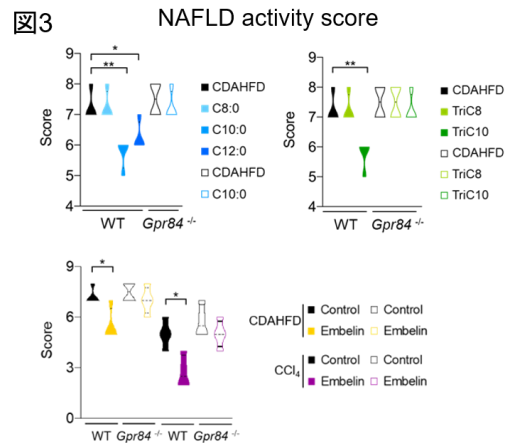 図3
NAFLD activity score
9
8
7
6
5
4
Score
*
**
WT
Gpr84 -/-
CDAHFD
C8:0
C10:0
C12:0
CDAHFD
C10:0
9
8
7
6
5
4
Score
**
WT
Gpr84 -/-
CDAHFD
TriC8
TriC10
CDAHFD
TriC8
TriC10
9
6
3
0
Score
*
*
WT
Gpr84 -/-
WT
Gpr84 -/-
CDAHFD
Control
Control
Embelin
Embelin
CCl4
Control
Control
Embelin
Embelin